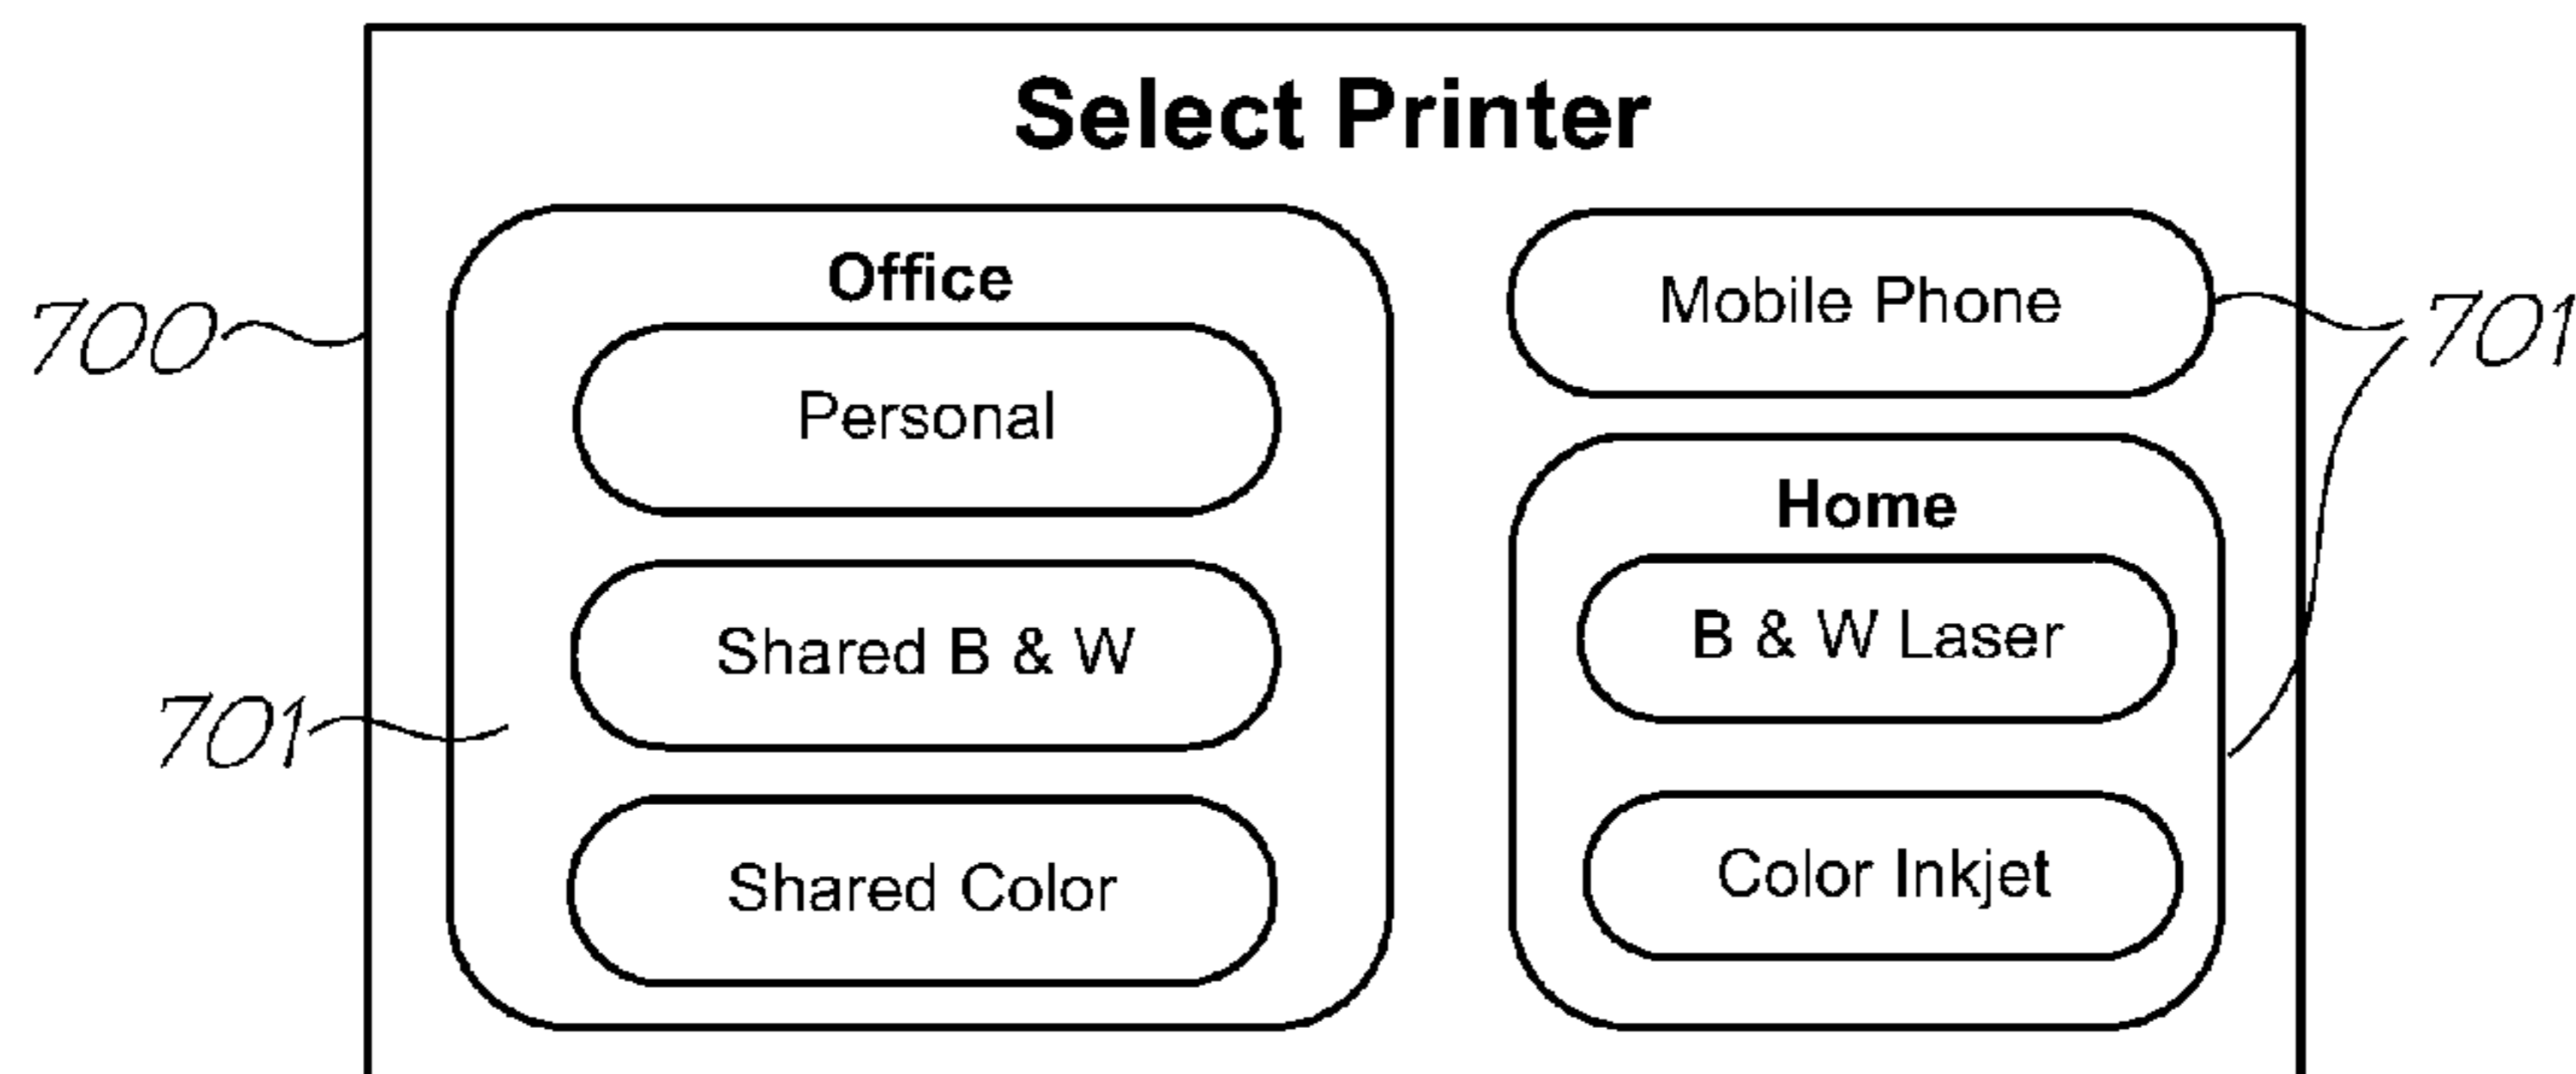 Select Printer
Office
Personal
Shared B & W
Shared Color
Mobile Phone
Home
B & W Laser
Color Inkjet
700
701
701